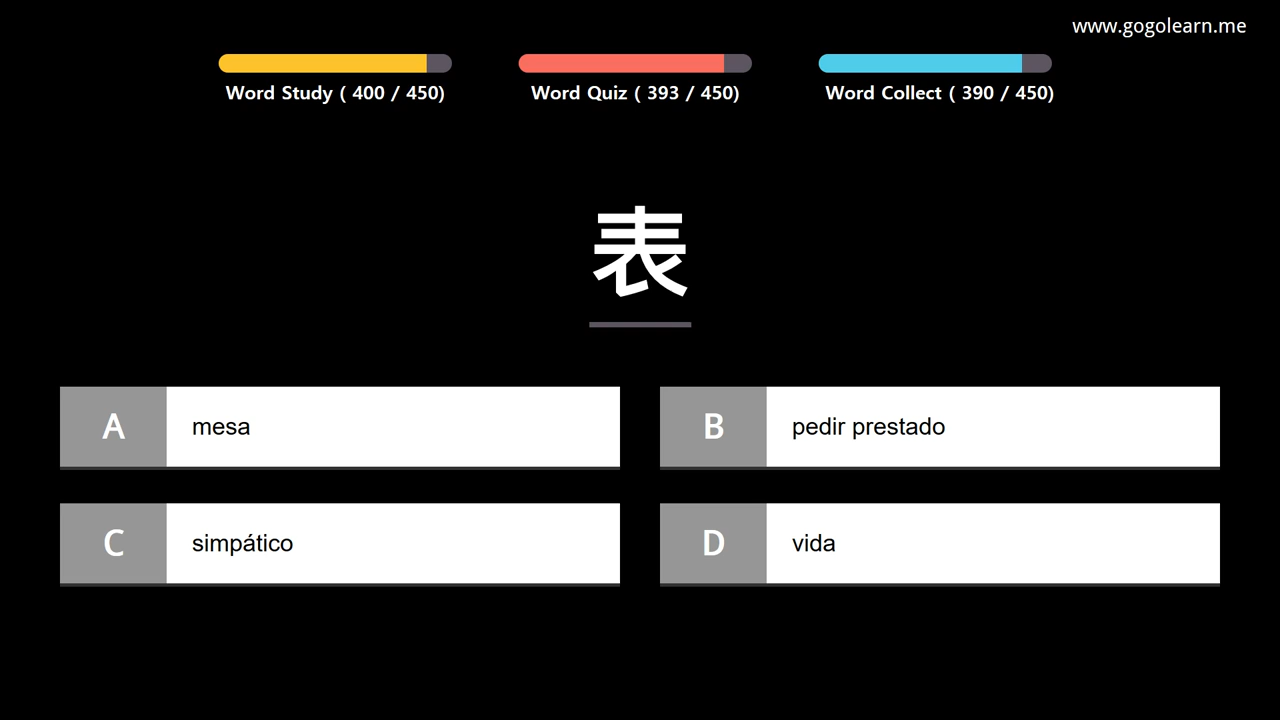 www.gogolearn.me
Word Study ( 400 / 450)
Word Quiz ( 393 / 450)
Word Collect ( 390 / 450)
表
A mesa
B pedir prestado
C simpático
D vida